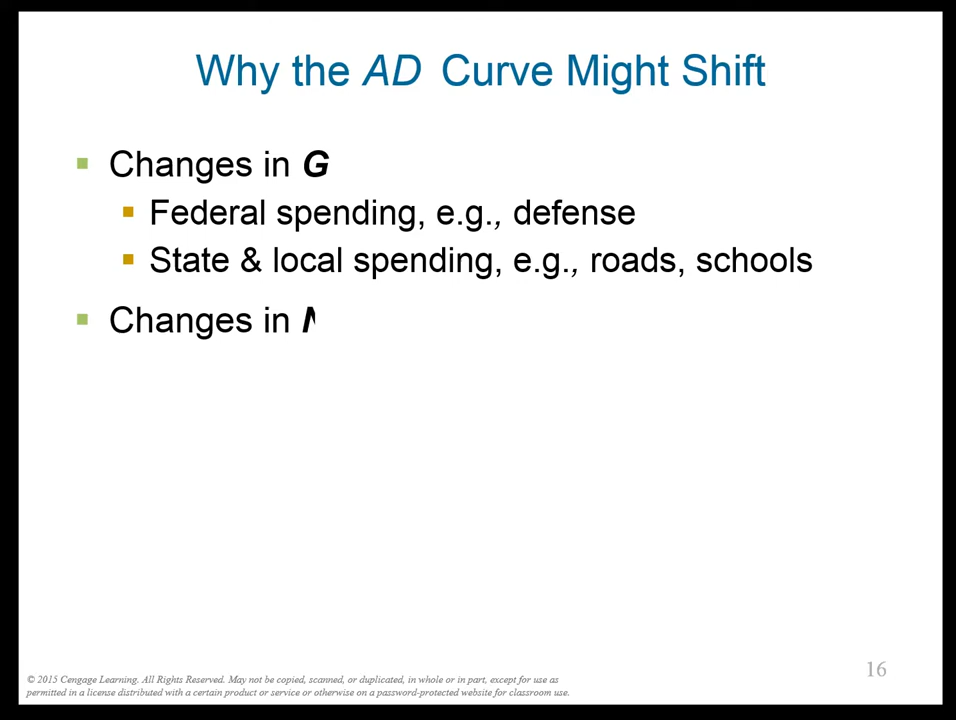 Why the AD Curve Might Shift
Changes in G
Federal spending, e.g., defense
State & local spending, e.g., roads, schools
Changes in
© 2015 Cengage Learning. All Rights Reserved. May not be copied, scanned, or duplicated, in whole or in part, except for use as
permitted in a license distributed with a certain product or service or otherwise on a password-protected website for classroom use.
16